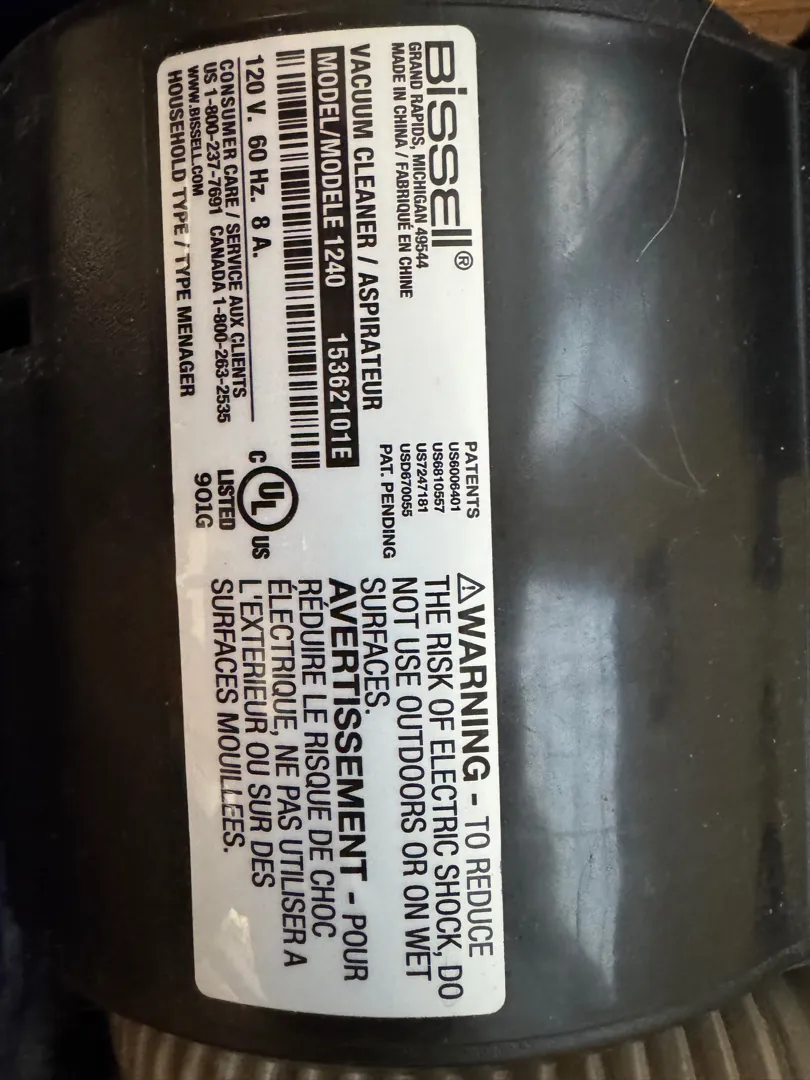 BISSELL®
GRAND RAPIDS, MICHIGAN 49544
MADE IN CHINA / FABRIQUÉ EN CHINE
VACUUM CLEANER / ASPIRATEUR
MODEL/MODELE 1240 15362101E
120 V. 60 Hz. 8 A.
CONSUMER CARE / SERVICE AUX CLIENTS
US 1-800-237-7691 CANADA 1-800-263-2535
WWW.BISSELL.COM
HOUSEHOLD TYPE / TYPE MENAGER
PATENTS
US6006401
US6810557
US7247181
USD670055
PAT. PENDING
C UL US
LISTED
901G
⚠WARNING - TO REDUCE
THE RISK OF ELECTRIC SHOCK, DO
NOT USE OUTDOORS OR ON WET
SURFACES.
AVERTISSEMENT - POUR
RÉDUIRE LE RISQUE DE CHOC
ÉLECTRIQUE, NE PAS UTILISER A
L'EXTERIEUR OU SUR DES
SURFACES MOUILLEES.